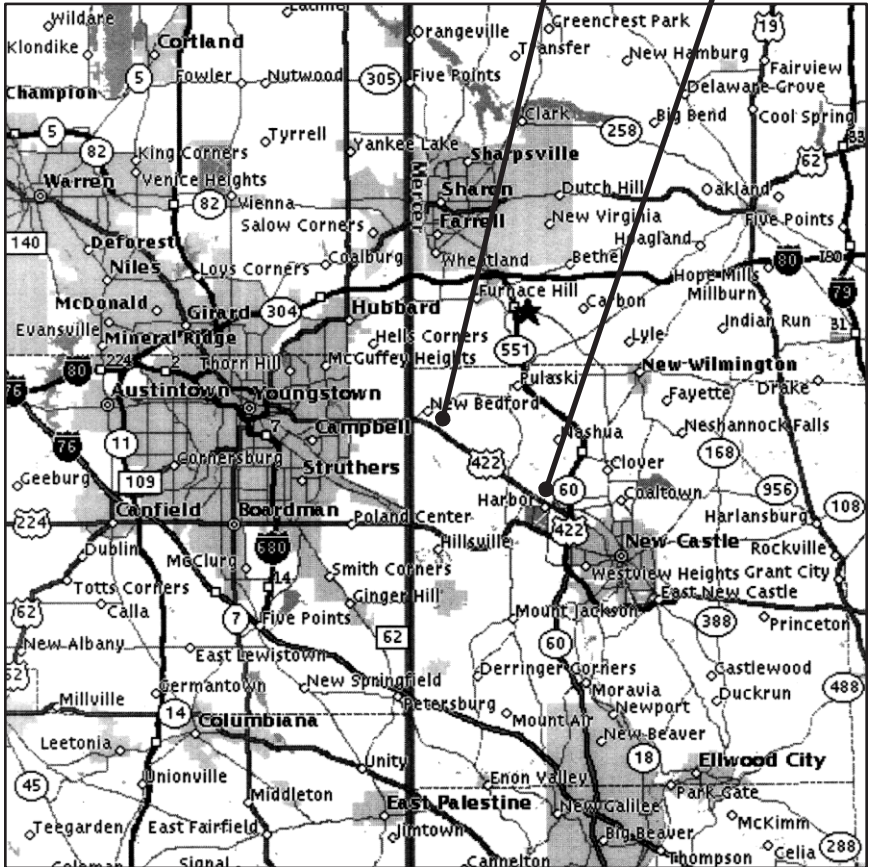 Wildare
Orangeville
Greencrest Park
19
Klondike
Cortland
Transfer
New Hamburg
Fairview
5
Fowler
Nutwood
305
Five Points
Delaware Grove
Champion
Clark
Big Bend
Cool Spring
5
Tyrrell
258
82
King Corners
Yankee Lake
Sharpsville
62
Warren
Venice Heights
Mercer
Sharon
Dutch Hill
Oakland
82
Vienna
Salow Corners
Farrell
New Virginia
Five Points
140
Deforest
Coalburg
Wheatland
Bethel
Hoagland
80
Niles
Loys Corners
Hope Mills
Furnace Hill
McDonald
304
Hubbard
Carbon
Millburn
79
Evansville
Girard
Indian Run
31
Mineral Ridge
Hells Corners
Lyle
224
2
Thorn Hill
McGuffey Heights
551
New Wilmington
80
Pulaski
Drake
76
Austintown
Youngstown
New Bedford
Fayette
11
7
Campbell
Nashua
Neshannock Falls
76
Cornersburg
422
168
Geeburg
109
Struthers
Clover
Harbor
60
Coaltown
956
108
224
Canfield
Boardman
Poland Center
422
Harlansburg
680
Hillsville
New Castle
Rockville
Dublin
McClurg
14
Smith Corners
Westview Heights
Grant City
Totts Corners
Ginger Hill
East New Castle
62
Calla
7
Five Points
Mount Jackson
388
Princeton
62
New Albany
60
East Lewistown
Derringer Corners
Castlewood
488
Germantown
New Springfield
Moravia
Duckrun
Millville
Petersburg
Newport
14
Columbiana
Mount Air
New Beaver
Leetonia
Unity
18
Ellwood City
45
Unionville
Enon Valley
Park Gate
Middleton
East Palestine
New Galilee
McKimm
Teegarden
East Fairfield
Jimtown
Big Beaver
Celia
288
Signal
Cannelton
Thompson